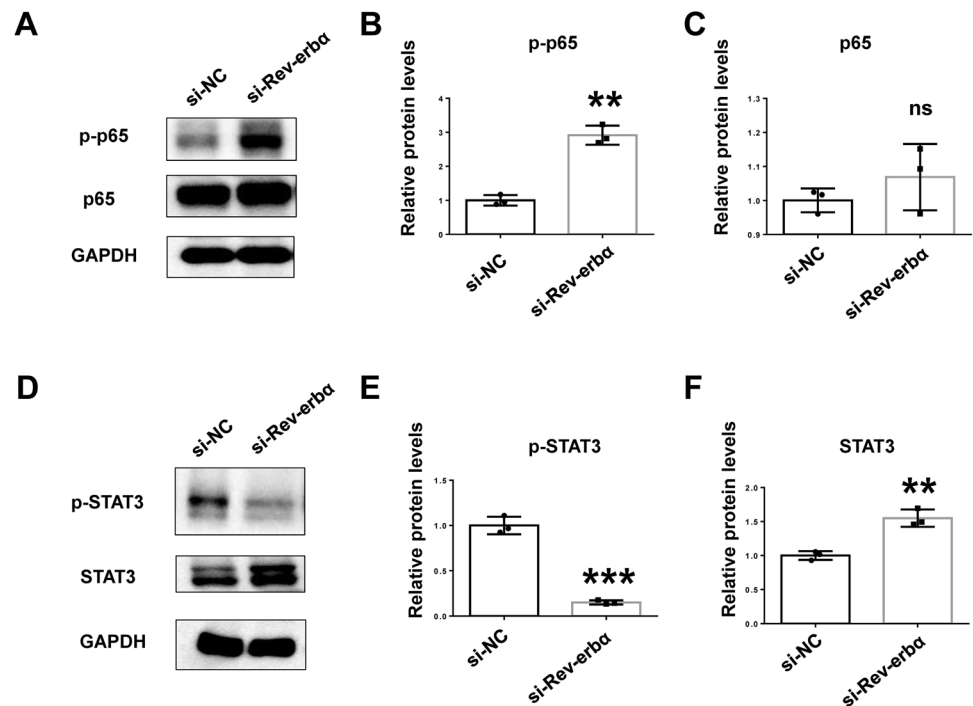 A
si-NC
si-Rev-erbα
p-p65
p65
GAPDH
B
p-p65
Relative protein levels
4
3
2
1
0
**
si-NC
si-Rev-erbα
C
p65
Relative protein levels
1.3
1.2
1.1
1.0
0.9
ns
si-NC
si-Rev-erbα
D
si-NC
si-Rev-erbα
p-STAT3
STAT3
GAPDH
E
p-STAT3
Relative protein levels
1.5
1.0
0.5
0.0
***
si-NC
si-Rev-erbα
F
STAT3
Relative protein levels
2.0
1.5
1.0
0.5
0.0
**
si-NC
si-Rev-erbα